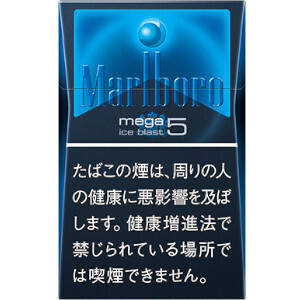 Marlboro
mega
ice blast 5
たばこの煙は、周りの人
の健康に悪影響を及ぼ
します。健康増進法で
禁じられている場所で
は喫煙できません。